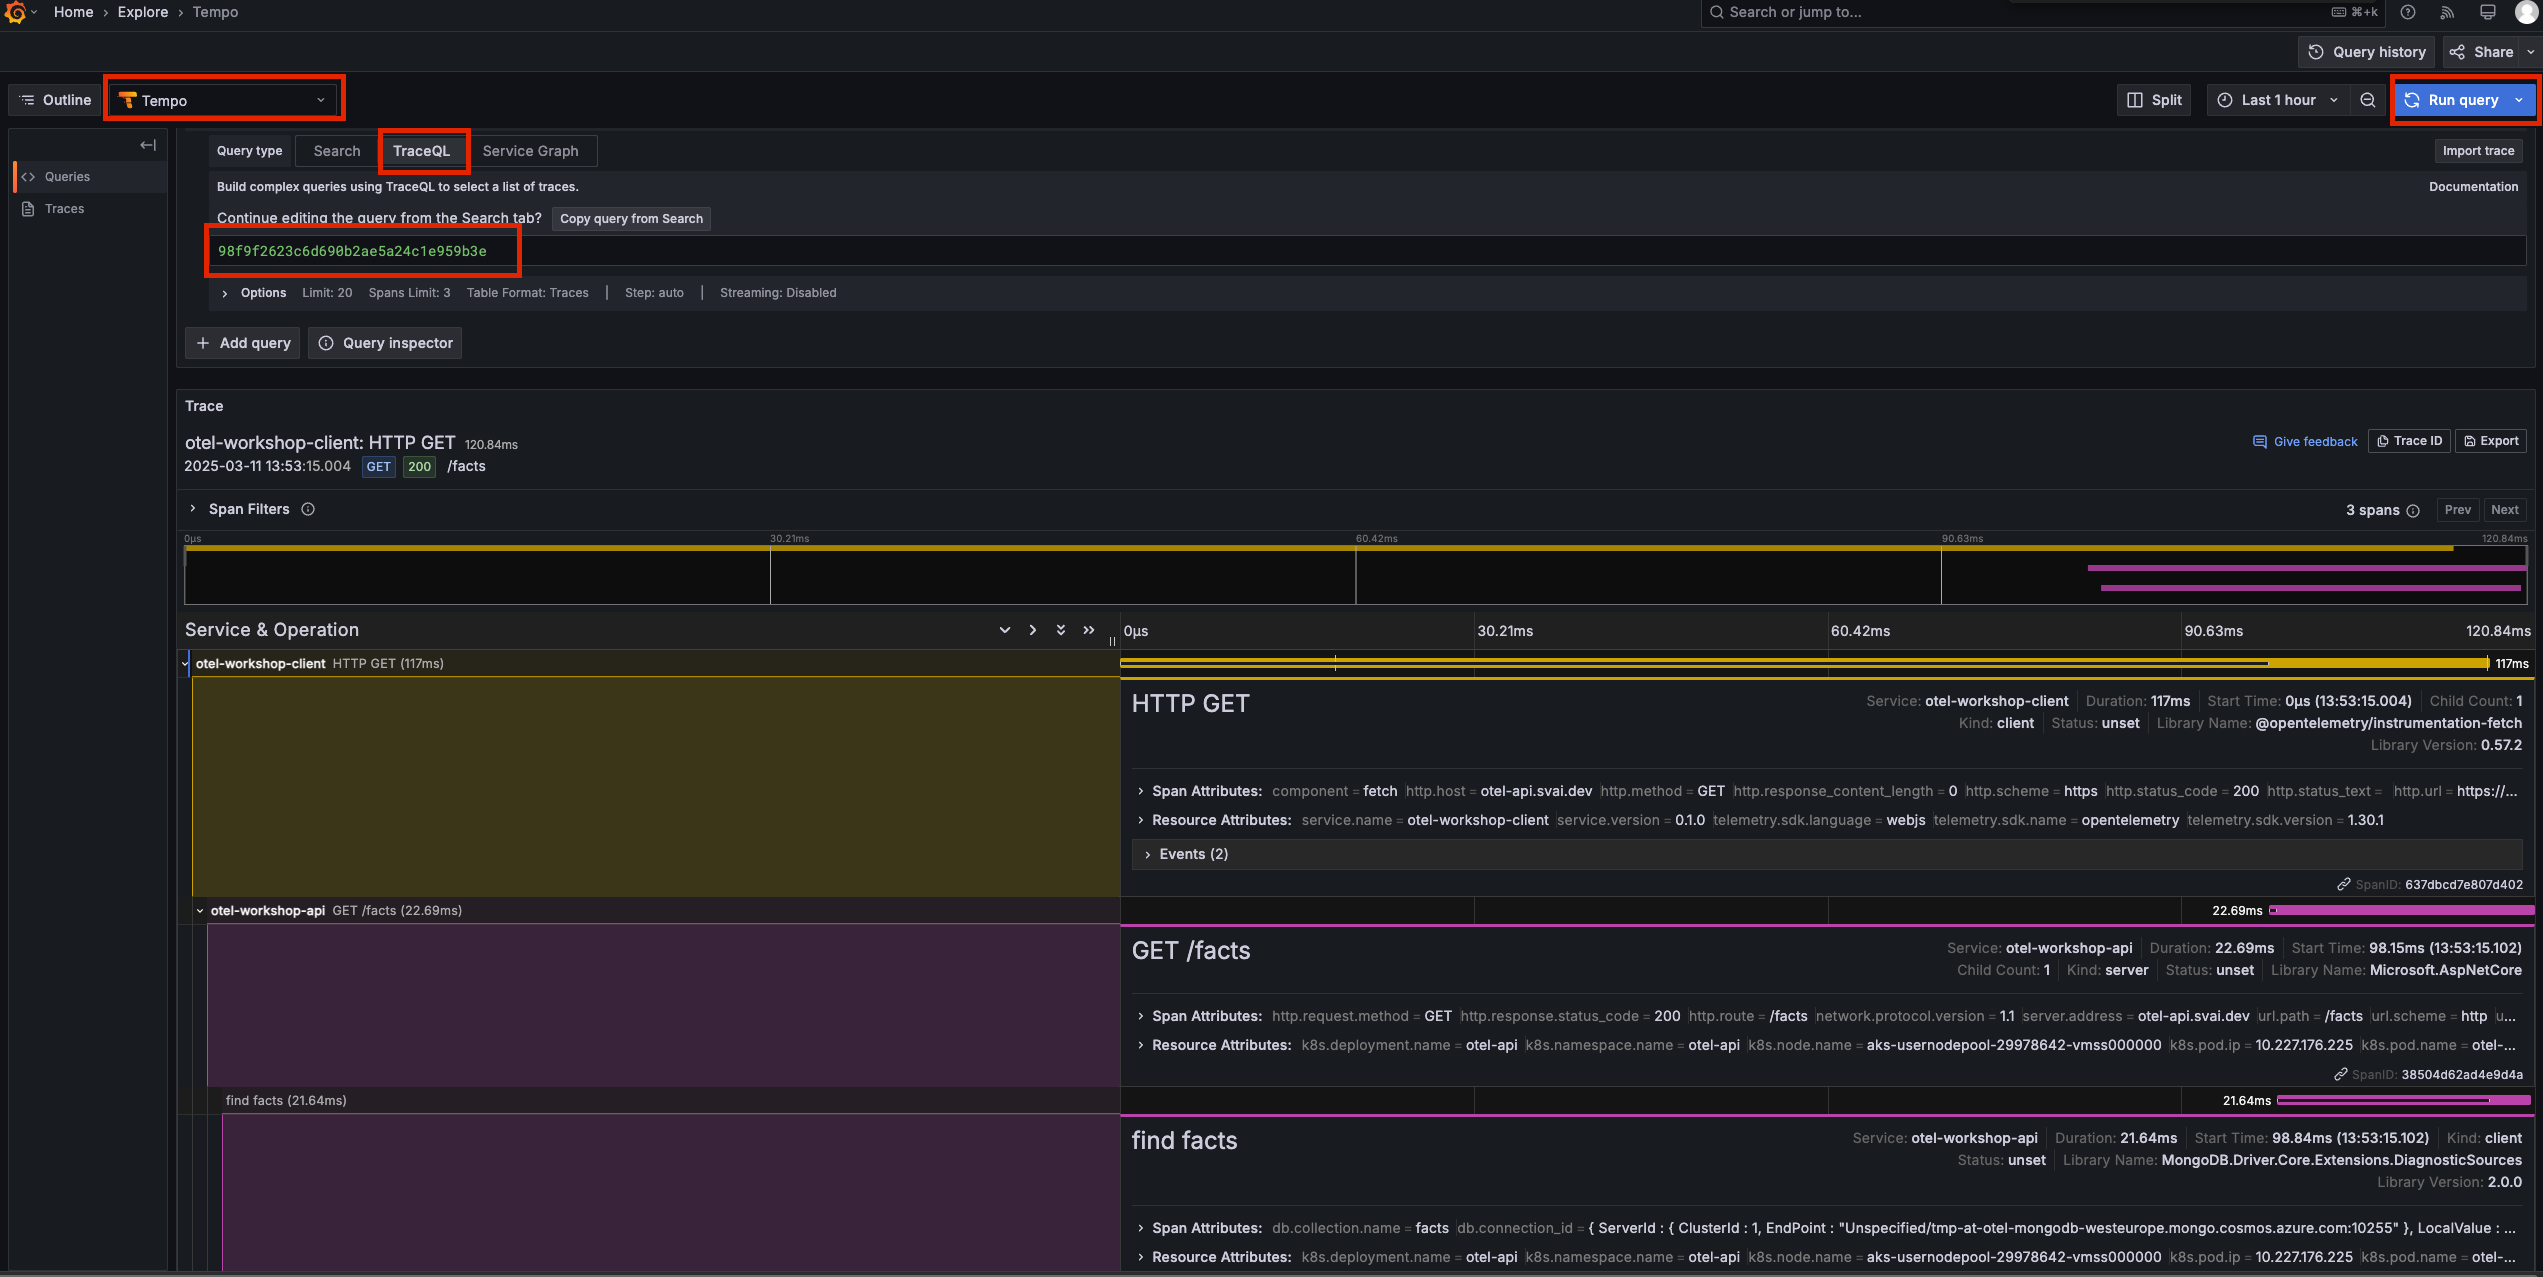 Home › Explore › Tempo
Search or jump to...
⌘+k
Query history
Share
Outline
Tempo
Split
Last 1 hour
Run query
Queries
Traces
Query type
Search
TraceQL
Service Graph
Import trace
Build complex queries using TraceQL to select a list of traces.
Documentation
Continue editing the query from the Search tab?
Copy query from Search
98f9f2623c6d690b2ae5a24c1e959b3e
Options Limit: 20 Spans Limit: 3 Table Format: Traces | Step: auto | Streaming: Disabled
+ Add query
Query inspector
Trace
otel-workshop-client: HTTP GET 120.84ms
Give feedback
Trace ID
Export
2025-03-11 13:53:15.004 GET 200 /facts
Span Filters
3 spans
Prev
Next
0μs 30.21ms 60.42ms 90.63ms 120.84ms
Service & Operation
0μs 30.21ms 60.42ms 90.63ms 120.84ms
otel-workshop-client HTTP GET (117ms)
117ms
HTTP GET
Service: otel-workshop-client Duration: 117ms Start Time: 0μs (13:53:15.004) Child Count: 1
Kind: client Status: unset Library Name: @opentelemetry/instrumentation-fetch
Library Version: 0.57.2
Span Attributes: component = fetch http.host = otel-api.svai.dev http.method = GET http.response_content_length = 0 http.scheme = https http.status_code = 200 http.status_text = http.url = https://...
Resource Attributes: service.name = otel-workshop-client service.version = 0.1.0 telemetry.sdk.language = webjs telemetry.sdk.name = opentelemetry telemetry.sdk.version = 1.30.1
Events (2)
SpanID: 637dbcd7e807d402
otel-workshop-api GET /facts (22.69ms)
22.69ms
GET /facts
Service: otel-workshop-api Duration: 22.69ms Start Time: 98.15ms (13:53:15.102)
Child Count: 1 Kind: server Status: unset Library Name: Microsoft.AspNetCore
Span Attributes: http.request.method = GET http.response.status_code = 200 http.route = /facts network.protocol.version = 1.1 server.address = otel-api.svai.dev url.path = /facts url.scheme = http u...
Resource Attributes: k8s.deployment.name = otel-api k8s.namespace.name = otel-api k8s.node.name = aks-usernodepool-29978642-vmss000000 k8s.pod.ip = 10.227.176.225 k8s.pod.name = otel-...
SpanID: 38504d62ad4e9d4a
find facts (21.64ms)
21.64ms
find facts
Service: otel-workshop-api Duration: 21.64ms Start Time: 98.84ms (13:53:15.102) Kind: client
Status: unset Library Name: MongoDB.Driver.Core.Extensions.DiagnosticSources
Library Version: 2.0.0
Span Attributes: db.collection.name = facts db.connection_id = { ServerId : { ClusterId : 1, EndPoint : "Unspecified/tmp-at-otel-mongodb-westeurope.mongo.cosmos.azure.com:10255" }, LocalValue : ...
Resource Attributes: k8s.deployment.name = otel-api k8s.namespace.name = otel-api k8s.node.name = aks-usernodepool-29978642-vmss000000 k8s.pod.ip = 10.227.176.225 k8s.pod.name = otel-...